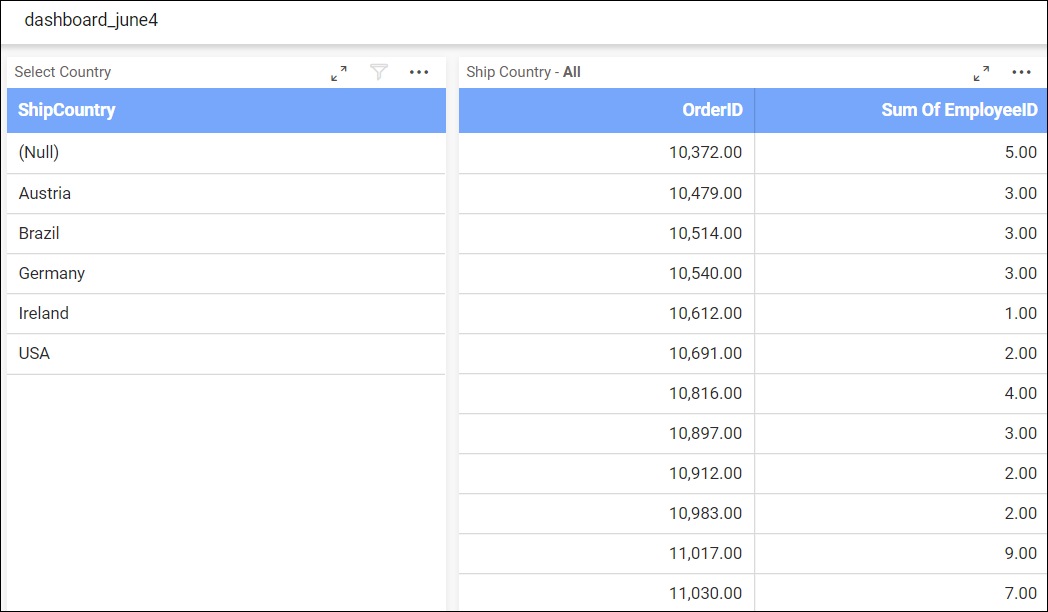 dashboard_june4
Select Country
ShipCountry
(Null)
Austria
Brazil
Germany
Ireland
USA
Ship Country - All
OrderID Sum Of EmployeeID
10,372.00 5.00
10,479.00 3.00
10,514.00 3.00
10,540.00 3.00
10,612.00 1.00
10,691.00 2.00
10,816.00 4.00
10,897.00 3.00
10,912.00 2.00
10,983.00 2.00
11,017.00 9.00
11,030.00 7.00